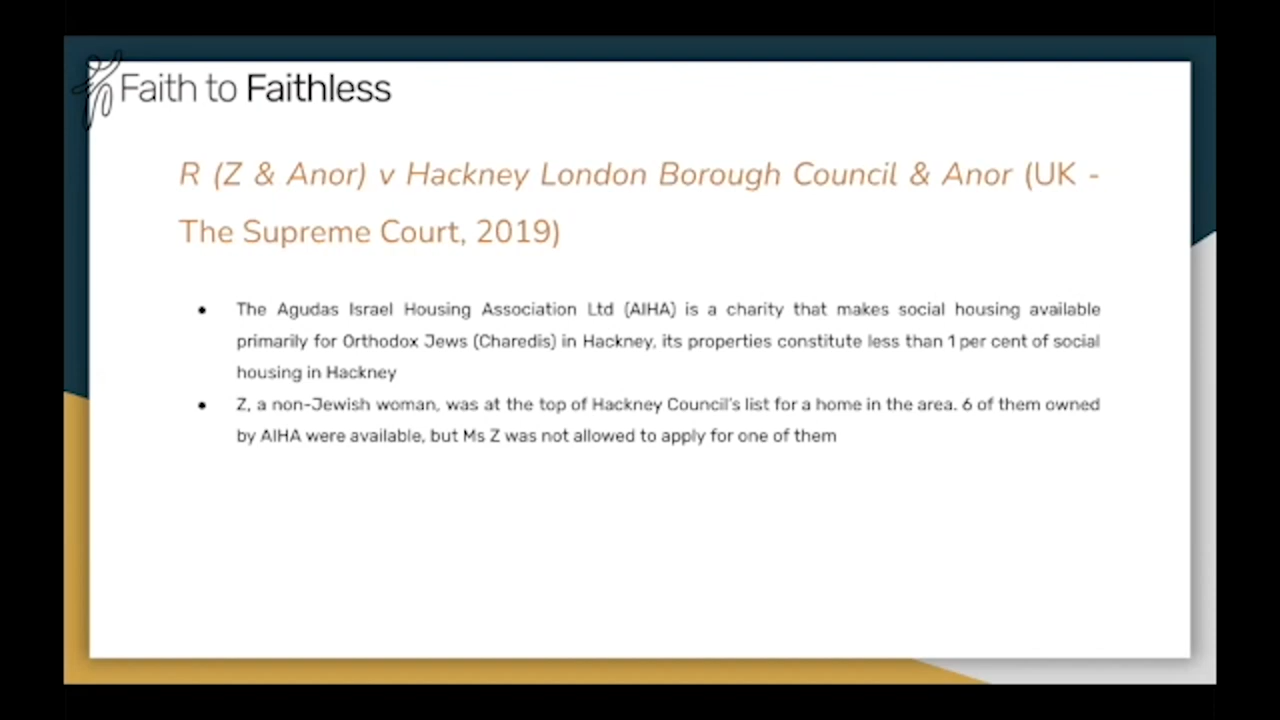 Faith to Faithless
R (Z & Anor) v Hackney London Borough Council & Anor (UK -
The Supreme Court, 2019)
• The Agudas Israel Housing Association Ltd (AIHA) is a charity that makes social housing available
primarily for Orthodox Jews (Charedis) in Hackney, its properties constitute less than 1 per cent of social
housing in Hackney
• Z, a non-Jewish woman, was at the top of Hackney Council's list for a home in the area. 6 of them owned
by AIHA were available, but Ms Z was not allowed to apply for one of them